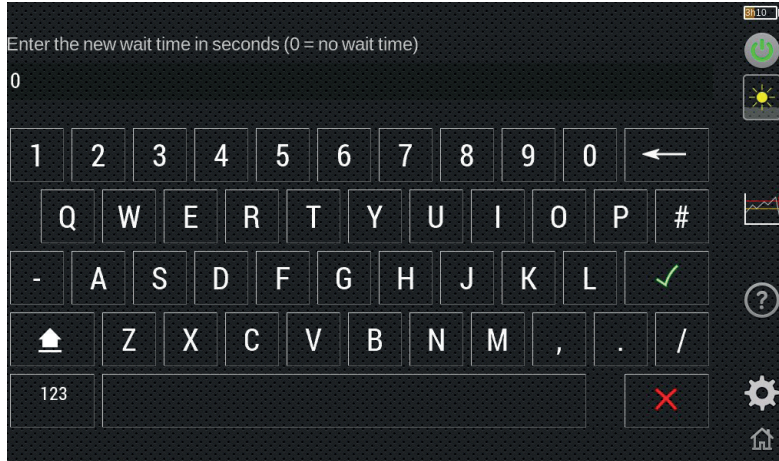 3h10
Enter the new wait time in seconds (0 = no wait time)
0
1 2 3 4 5 6 7 8 9 0
Q W E R T Y U I O P #
- A S D F G H J K L
Z X C V B N M , . /
123
?